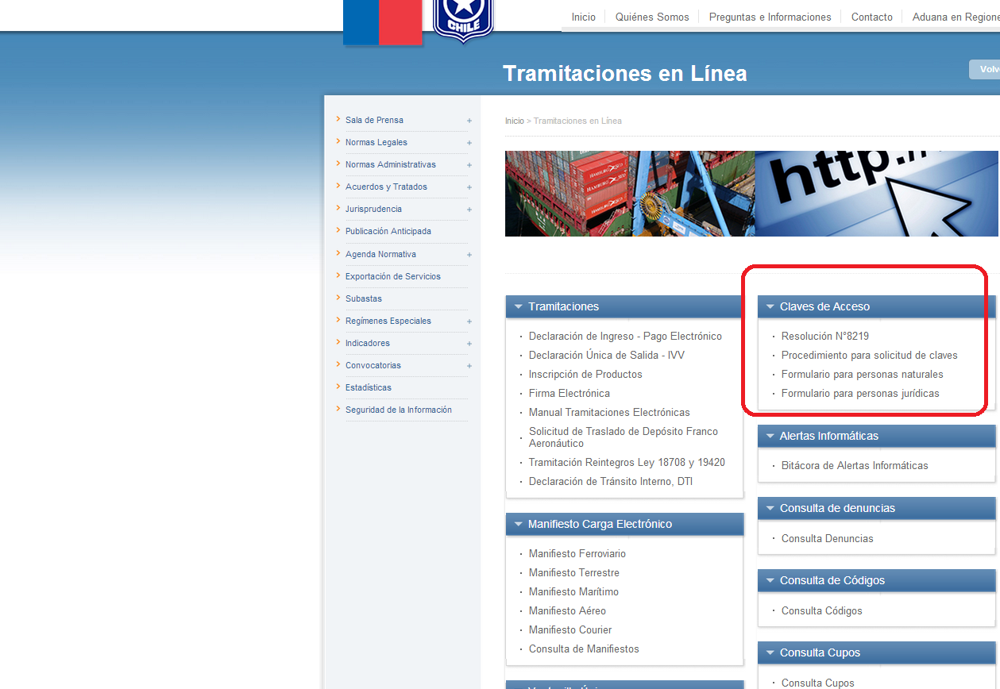 CHILE
Inicio
Quiénes Somos
Preguntas e Informaciones
Contacto
Aduana en Regione
Tramitaciones en Línea
Volv
Sala de Prensa +
Normas Legales +
Normas Administrativas +
Acuerdos y Tratados +
Jurisprudencia +
Publicación Anticipada
Agenda Normativa +
Exportación de Servicios
Subastas
Regímenes Especiales +
Indicadores +
Convocatorias +
Estadísticas
Seguridad de la Información
Inicio > Tramitaciones en Línea
HAMBURG SUD
HAMBURG SUD
HAMBURG SUD
http://
Tramitaciones
· Declaración de Ingreso - Pago Electrónico
· Declaración Única de Salida - IVV
· Inscripción de Productos
· Firma Electrónica
· Manual Tramitaciones Electrónicas
· Solicitud de Traslado de Depósito Franco
Aeronáutico
· Tramitación Reintegros Ley 18708 y 19420
· Declaración de Tránsito Interno, DTI
Manifiesto Carga Electrónico
· Manifiesto Ferroviario
· Manifiesto Terrestre
· Manifiesto Marítimo
· Manifiesto Aéreo
· Manifiesto Courier
· Consulta de Manifiestos
Claves de Acceso
· Resolución N°8219
· Procedimiento para solicitud de claves
· Formulario para personas naturales
· Formulario para personas jurídicas
Alertas Informáticas
· Bitácora de Alertas Informáticas
Consulta de denuncias
· Consulta Denuncias
Consulta de Códigos
· Consulta Códigos
Consulta Cupos
· Consulta Cupos